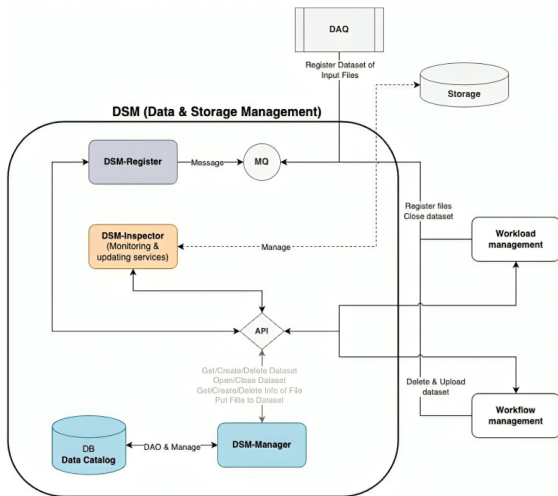 DAQ
Register Dataset of
Input Files
Storage
DSM (Data & Storage Management)
DSM-Register
Message
MQ
Register files
Close dataset
Workload
management
DSM-Inspector
(Monitoring &
updating services)
Manage
API
Get/Create/Delete Dataset
Open/Close Dataset
Get/Create/Delete Info of File
Put File to Dataset
Delete & Upload
dataset
Workflow
management
DB
Data Catalog
DAO & Manage
DSM-Manager